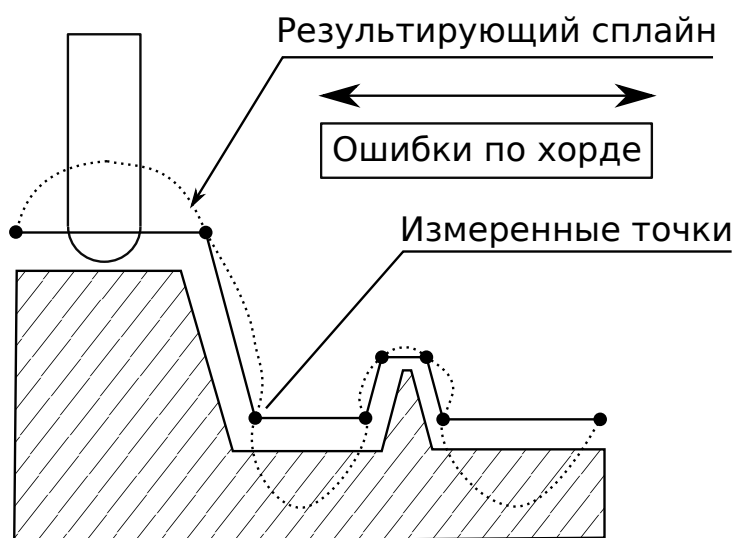 Результирующий сплайн
Ошибки по хорде
Измеренные точки